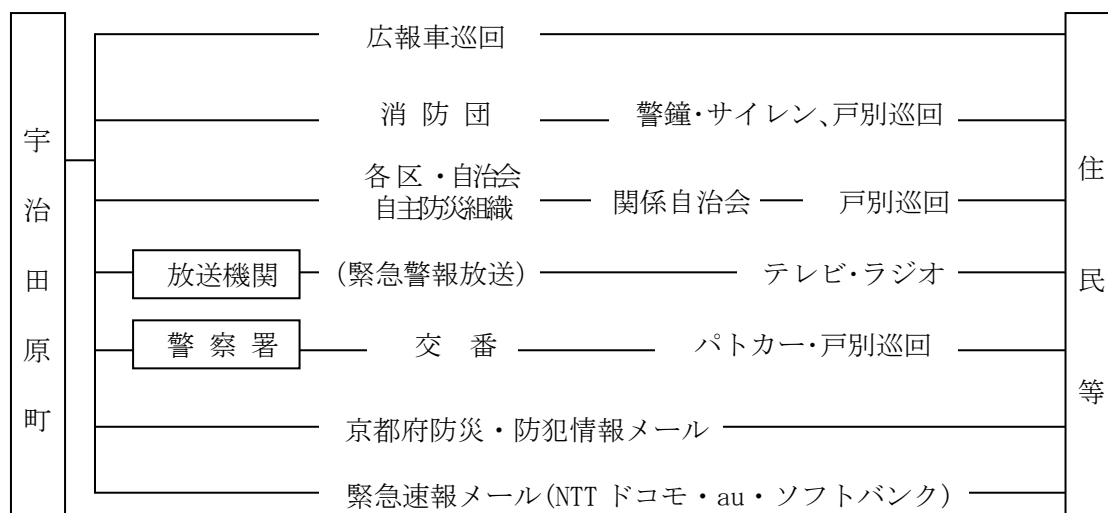 宇治田原町
広報車巡回
消防団 警鐘・サイレン、戸別巡回
各区・自治会
自主防災組織 関係自治会 戸別巡回
放送機関 (緊急警報放送) テレビ・ラジオ
警察署 交番 パトカー・戸別巡回
京都府防災・防犯情報メール
緊急速報メール(NTTドコモ・au・ソフトバンク)
住民等